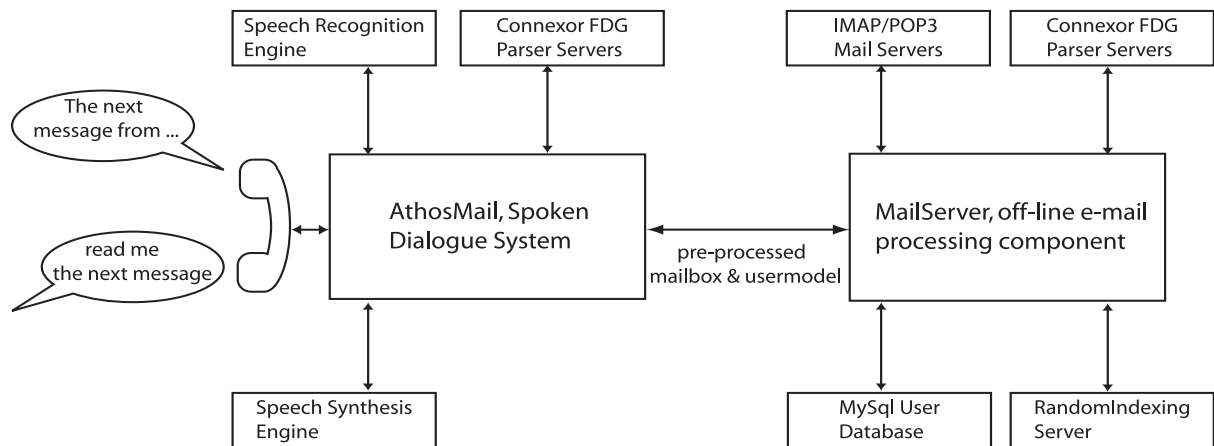 Speech Recognition
Engine
Connexor FDG
Parser Servers
IMAP/POP3
Mail Servers
Connexor FDG
Parser Servers
The next
message from ...
read me
the next message
AthosMail, Spoken
Dialogue System
pre-processed
mailbox & usermodel
MailServer, off-line e-mail
processing component
Speech Synthesis
Engine
MySql User
Database
RandomIndexing
Server